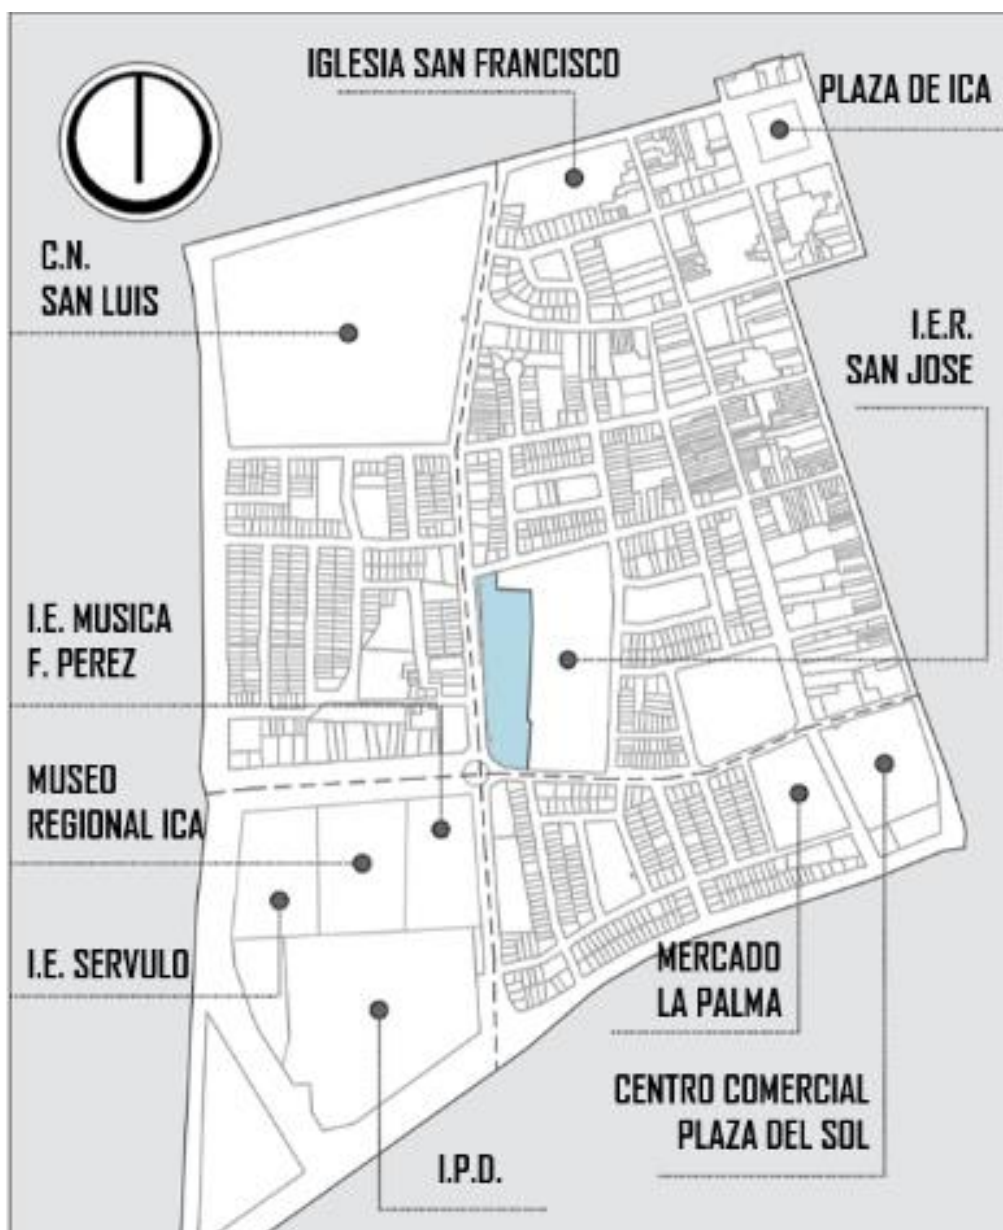 IGLESIA SAN FRANCISCO
PLAZA DE ICA
C.N.
SAN LUIS
I.E.R.
SAN JOSE
I.E. MUSICA
F. PEREZ
MUSEO
REGIONAL ICA
I.E. SERVULO
MERCADO
LA PALMA
CENTRO COMERCIAL
PLAZA DEL SOL
I.P.D.